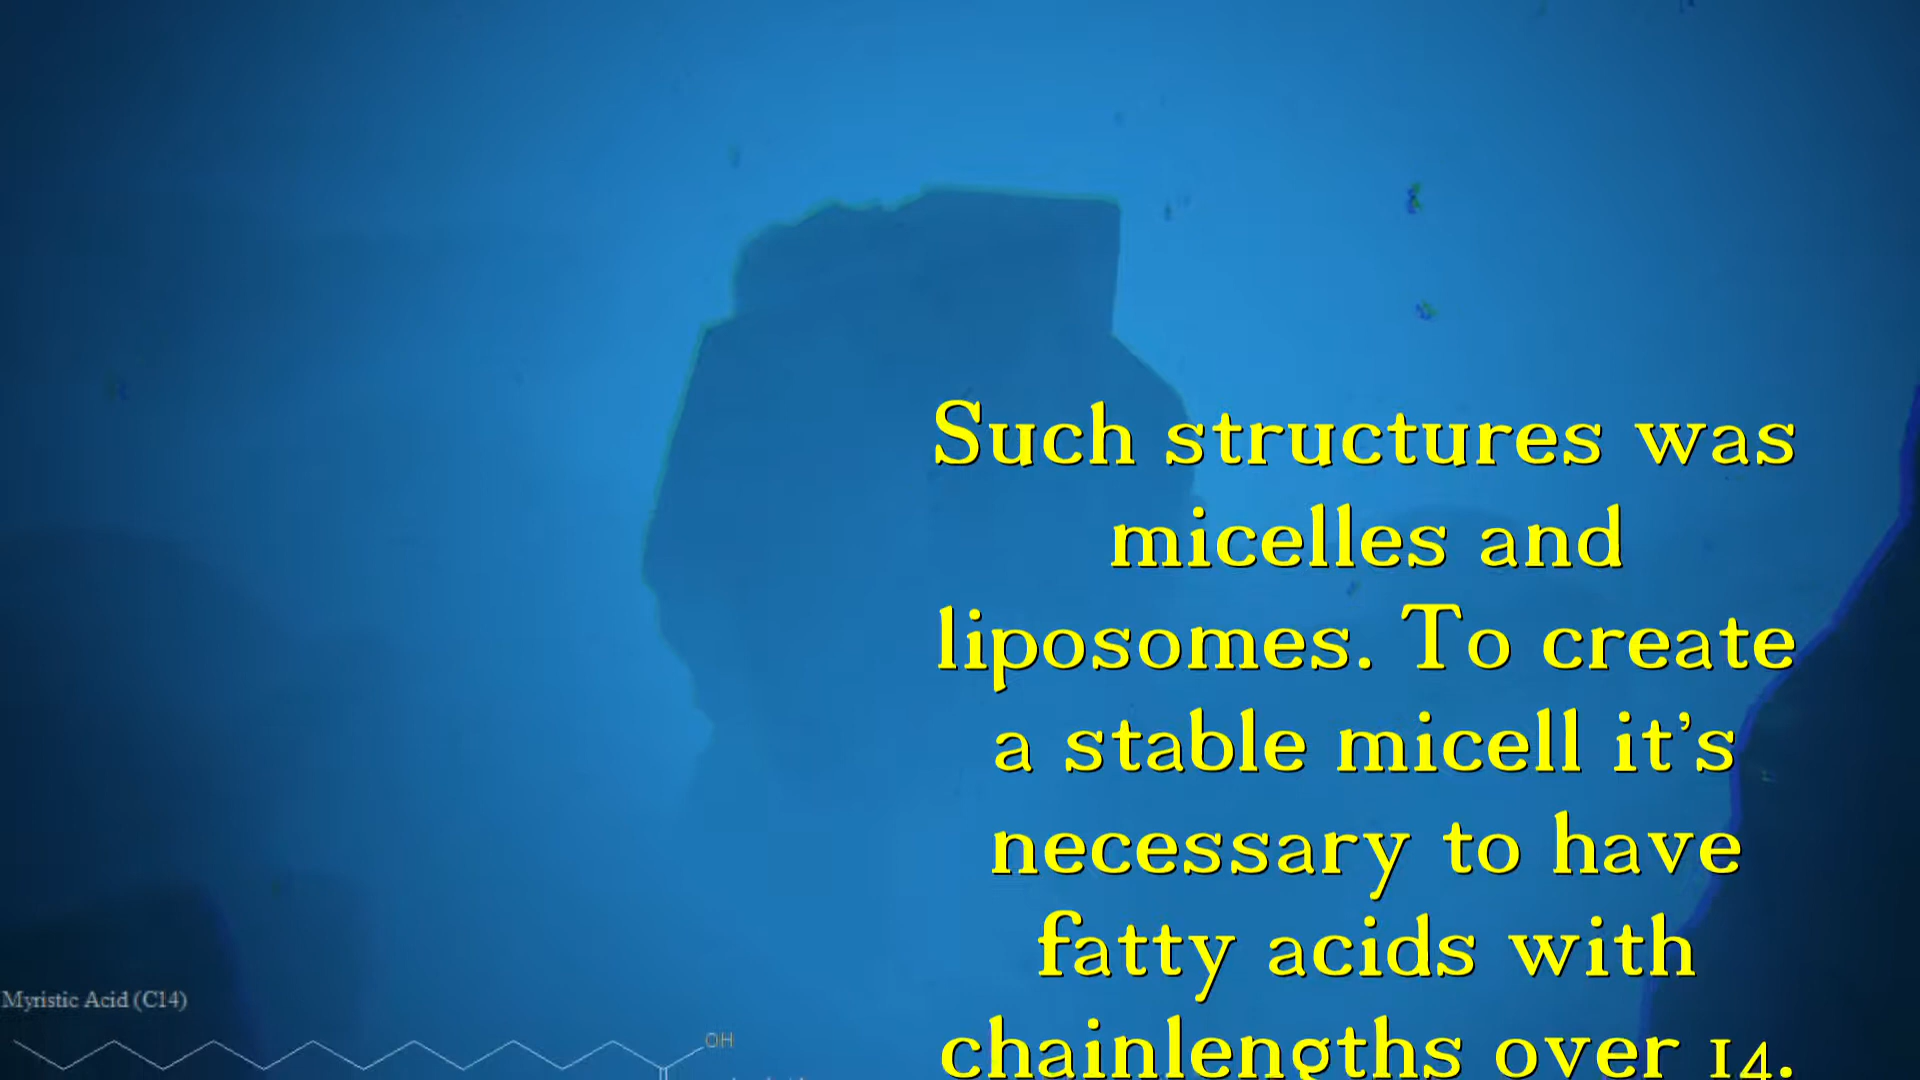 Such structures was
micelles and
liposomes. To create
a stable micell it's
necessary to have
fatty acids with
chainlengths over 14.
Myristic Acid (C14)
OH